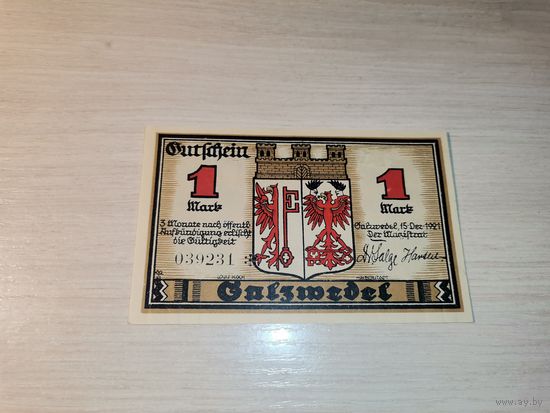 Gutschein
1
Mark
3 Monate nach öffentl.
Aufkündigung erlischt
die Gültigkeit
039231
1
Mark
Salzwedel, 15 Dez. 1921
Der Magistrat
Salzwedel
www.ay.by